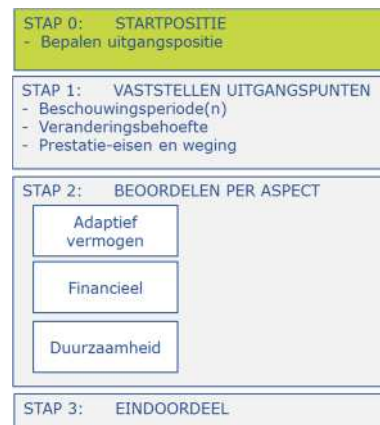 STAP 0: STARTPOSITIE
- Bepalen uitgangspositie
STAP 1: VASTSTELLEN UITGANGSPUNTEN
- Beschouwingsperiode(n)
- Veranderingsbehoefte
- Prestatie-eisen en weging
STAP 2: BEOORDELEN PER ASPECT
Adaptief
vermogen
Financieel
Duurzaamheid
STAP 3: EINDOORDEEL